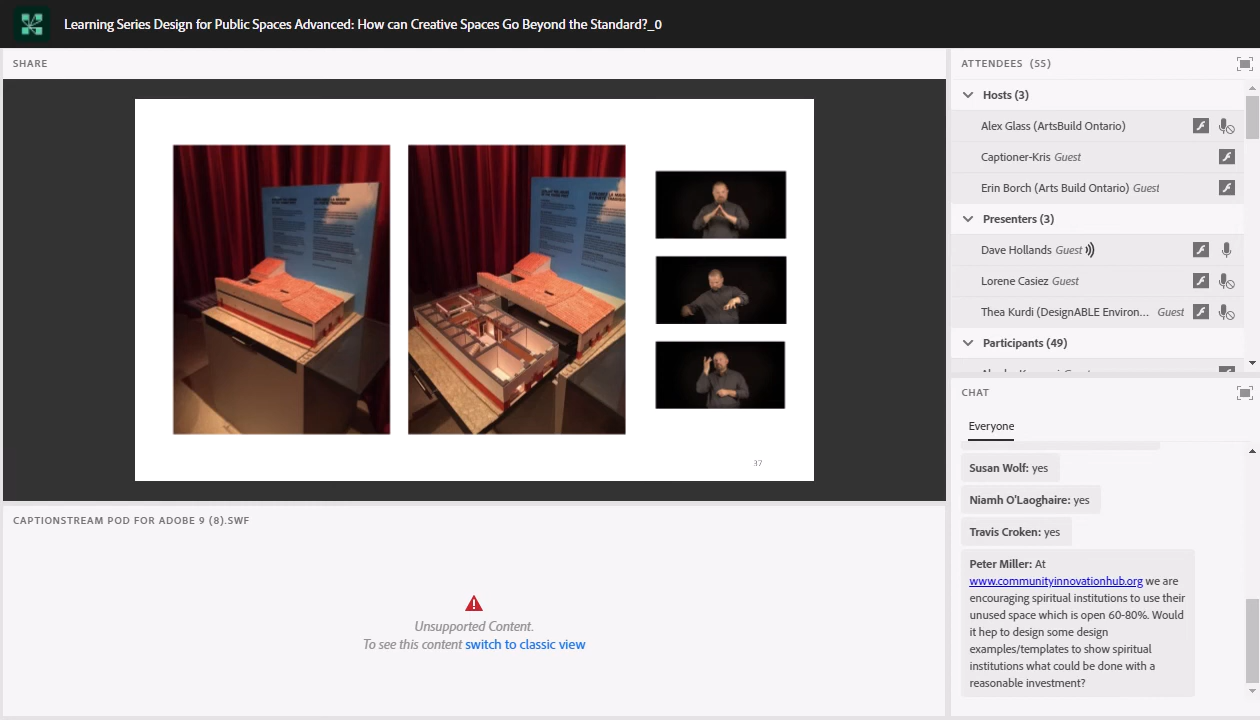 Learning Series Design for Public Spaces Advanced: How can Creative Spaces Go Beyond the Standard?_0
SHARE
37
CAPTIONSTREAM POD FOR ADOBE 9 (8).SWF
Unsupported Content.
To see this content switch to classic view
ATTENDEES (55)
Hosts (3)
Alex Glass (ArtsBuild Ontario)
Captioner-Kris Guest
Erin Borch (Arts Build Ontario) Guest
Presenters (3)
Dave Hollands Guest
Lorene Casiez Guest
Thea Kurdi (DesignABLE Environ... Guest
Participants (49)
CHAT
Everyone
Susan Wolf: yes
Niamh O'Laoghaire: yes
Travis Croken: yes
Peter Miller: At
www.communityinnovationhub.org we are
encouraging spiritual institutions to use their
unused space which is open 60-80%. Would
it hep to design some design
examples/templates to show spiritual
institutions what could be done with a
reasonable investment?